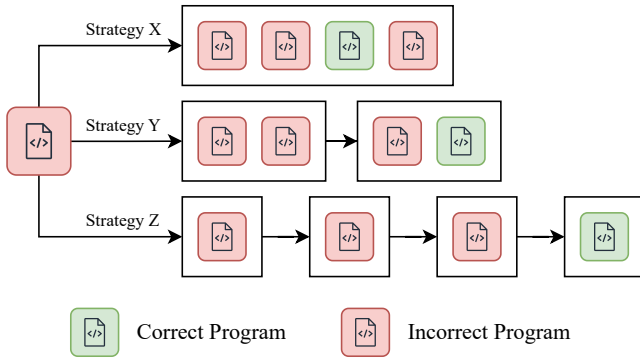 Strategy X
Strategy Y
Strategy Z
Correct Program
Incorrect Program